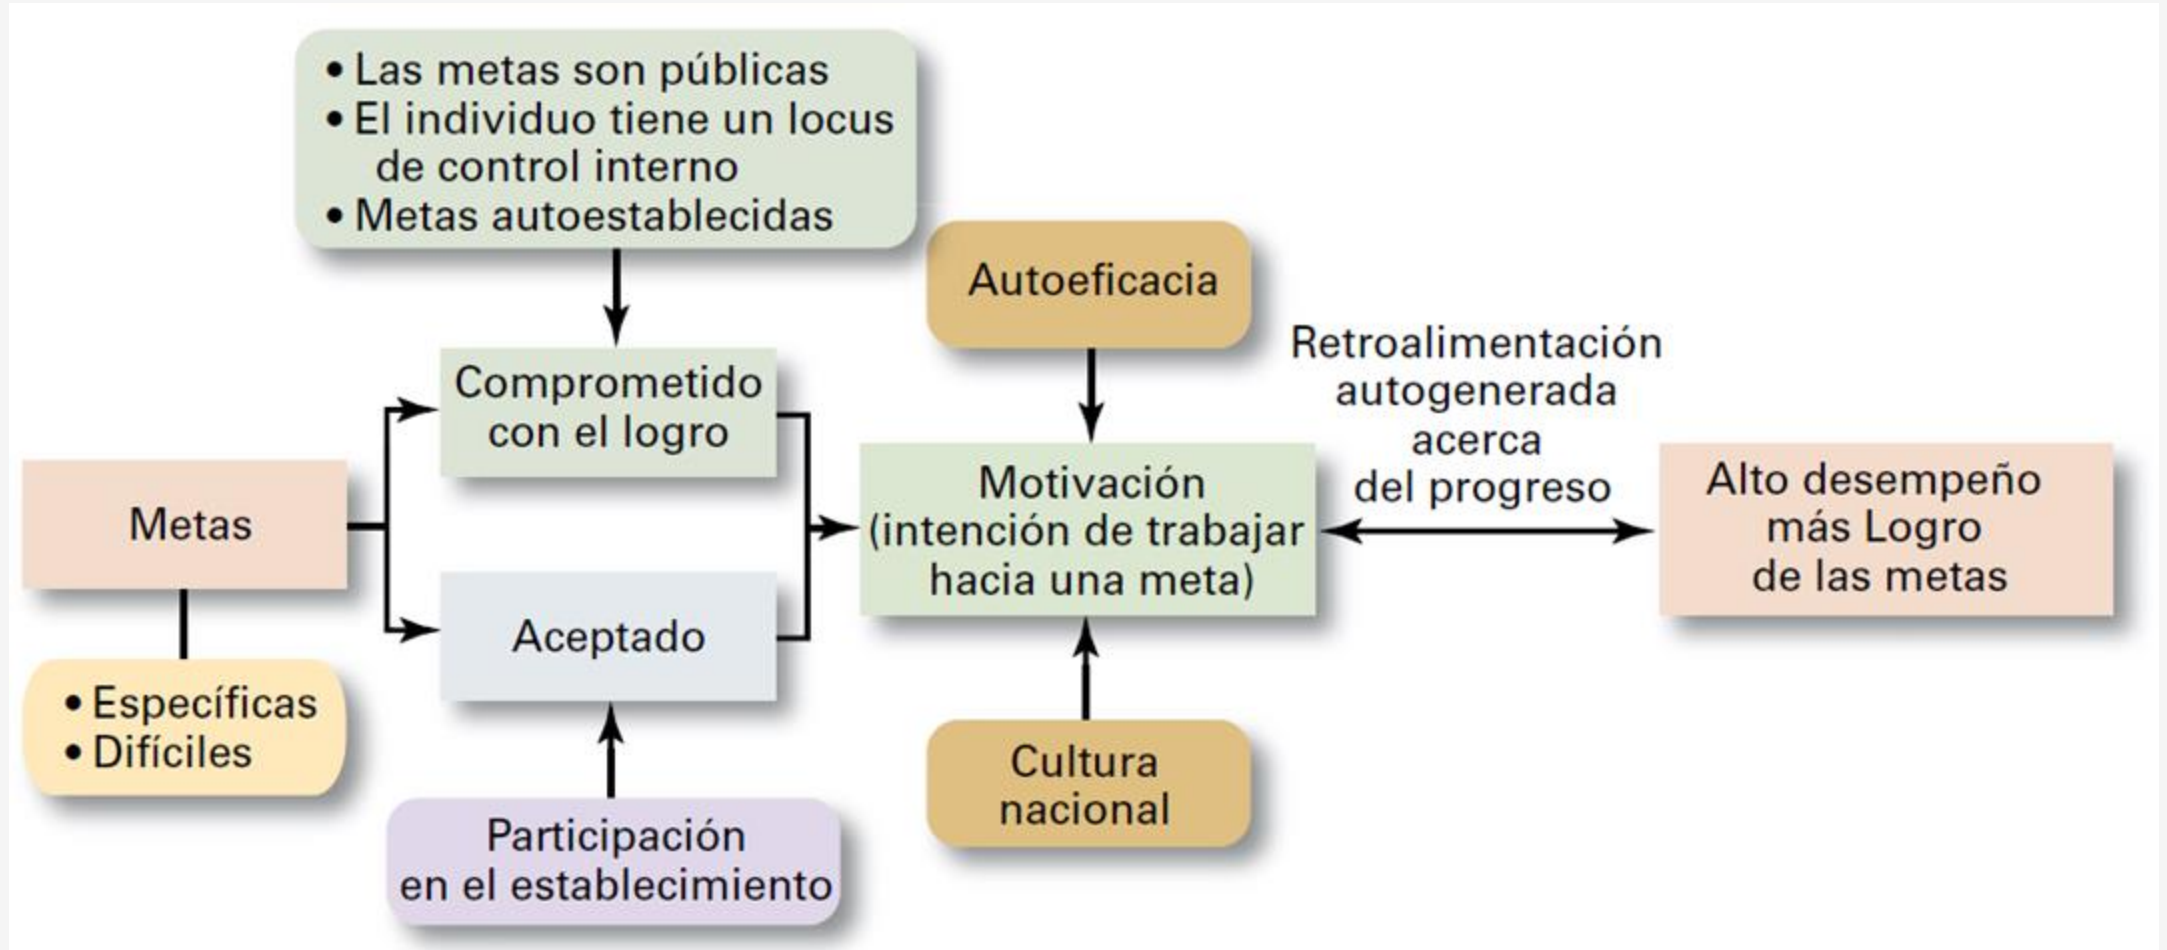 • Las metas son públicas
• El individuo tiene un locus
de control interno
• Metas autoestablecidas
Autoeficacia
Comprometido
con el logro
Retroalimentación
autogenerada
acerca
del progreso
Metas
Motivación
(intención de trabajar
hacia una meta)
Alto desempeño
más Logro
de las metas
Aceptado
• Específicas
• Difíciles
Cultura
nacional
Participación
en el establecimiento